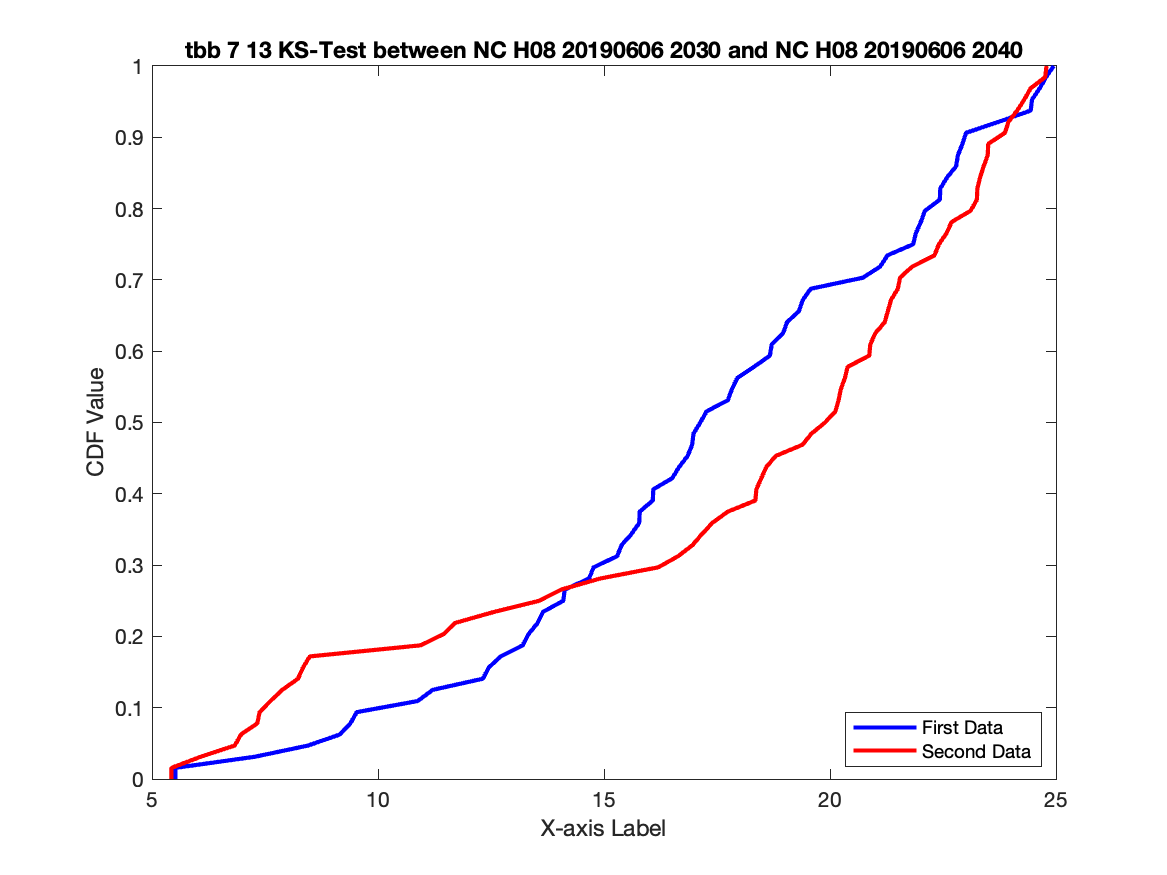 tbb 7 13 KS-Test between NC H08 20190606 2030 and NC H08 20190606 2040
1
0.9
0.8
0.7
0.6
0.5
0.4
0.3
0.2
0.1
0
CDF Value
First Data
Second Data
5 10 15 20 25
X-axis Label